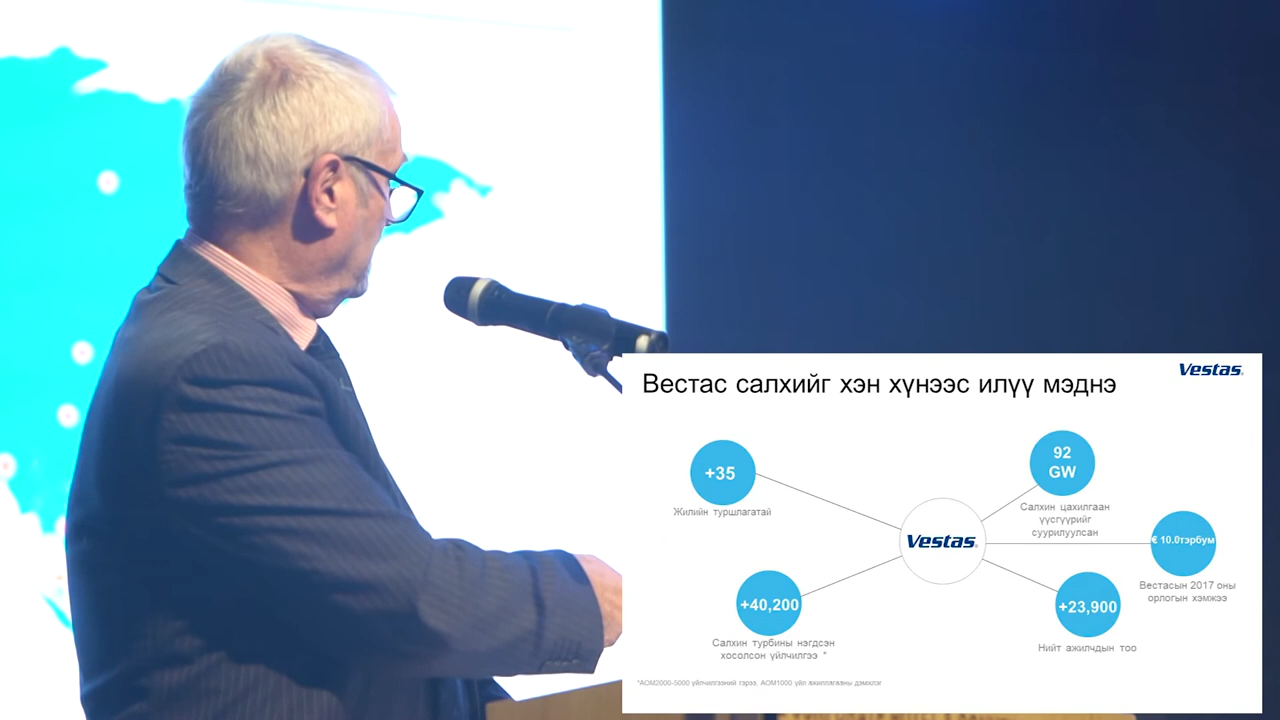 Vestas
Вестас салхийг хэн хүнээс илүү мэднэ
+35
Жилийн туршлагатай
92
GW
Салхин цахилгаан
үүсгүүрийг
суурилуулсан
Vestas
€ 10.0тэрбум
Вестасын 2017 оны
орлогын хэмжээ
+40,200
Салхин турбины нэгдсэн
хосолсон үйлчилгээ *
+23,900
Нийт ажилчдын тоо
*AOM2000-5000 үйлчилгээний гэрээ, AOM1000 үйл ажиллагааны дэмжлэг